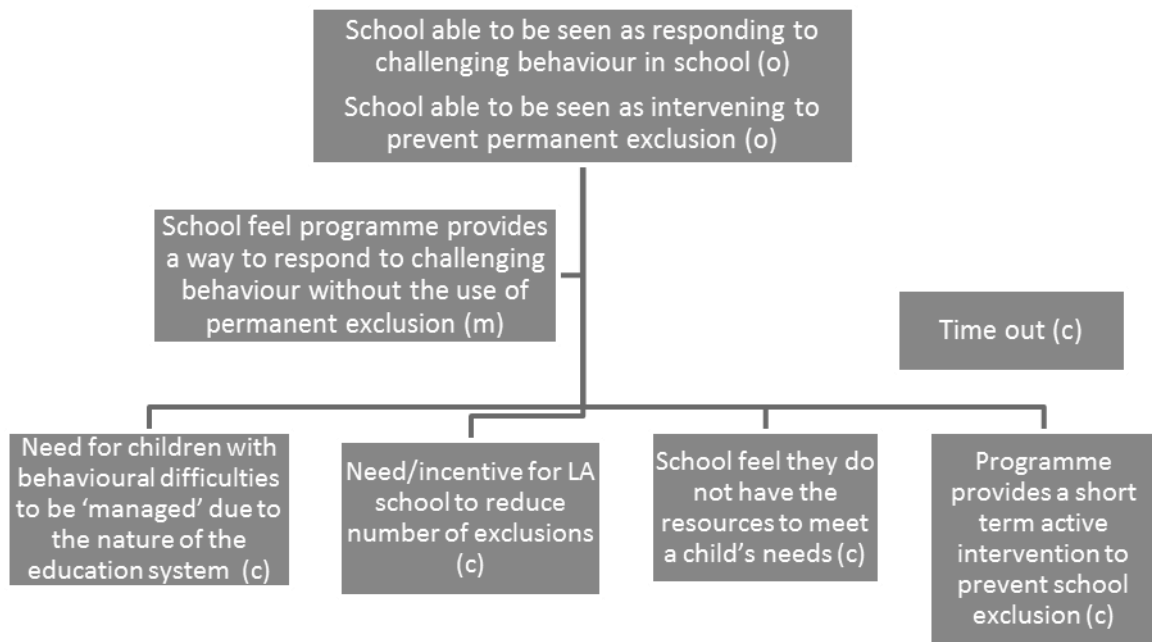 School able to be seen as responding to
challenging behaviour in school (o)
School able to be seen as intervening to
prevent permanent exclusion (o)
School feel programme provides
a way to respond to challenging
behaviour without the use of
permanent exclusion (m)
Time out (c)
Need for children with
behavioural difficulties
to be ‘managed’ due to
the nature of the
education system (c)
Need/incentive for LA
school to reduce
number of exclusions
(c)
School feel they do
not have the
resources to meet
a child’s needs (c)
Programme
provides a short
term active
intervention to
prevent school
exclusion (c)